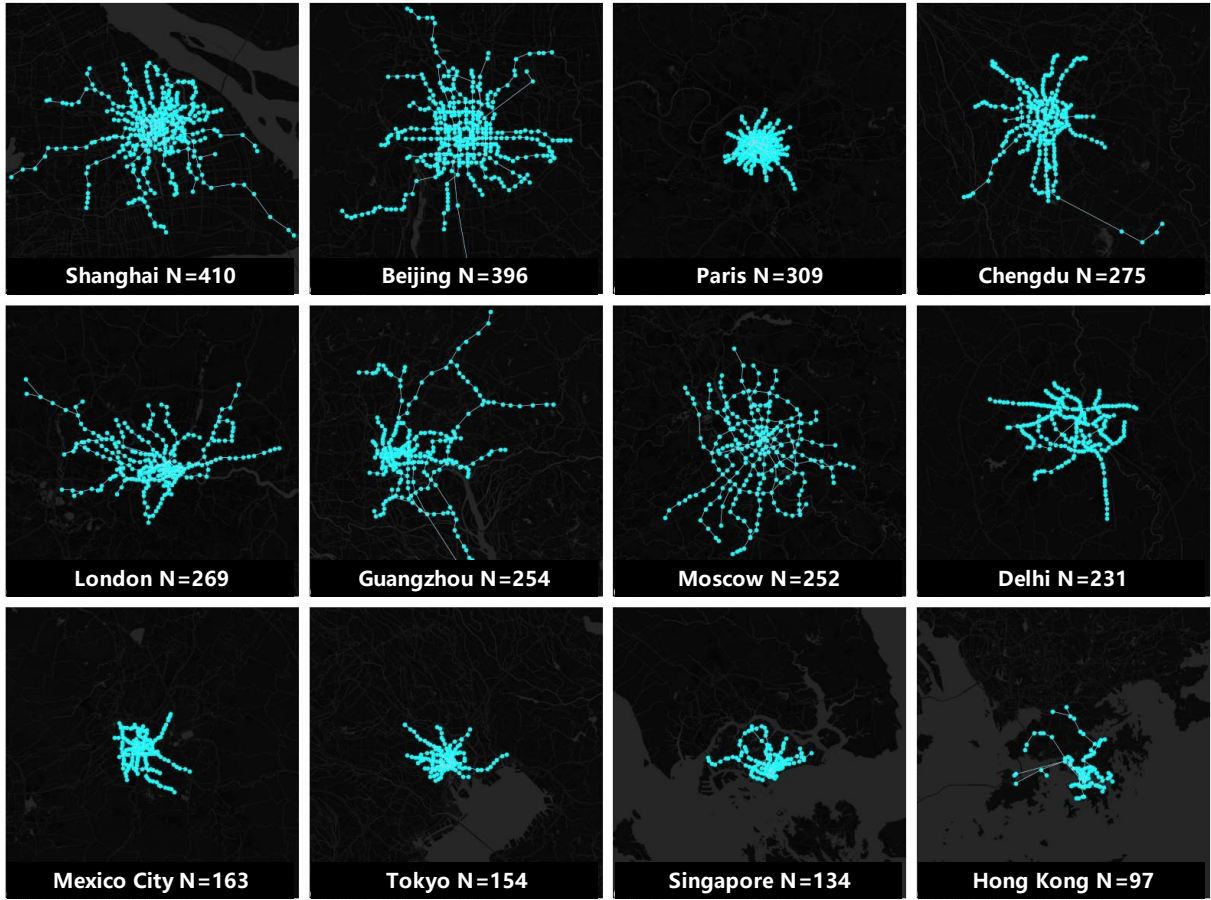 Shanghai N=410
Beijing N=396
Paris N=309
Chengdu N=275
London N=269
Guangzhou N=254
Moscow N=252
Delhi N=231
Mexico City N=163
Tokyo N=154
Singapore N=134
Hong Kong N=97